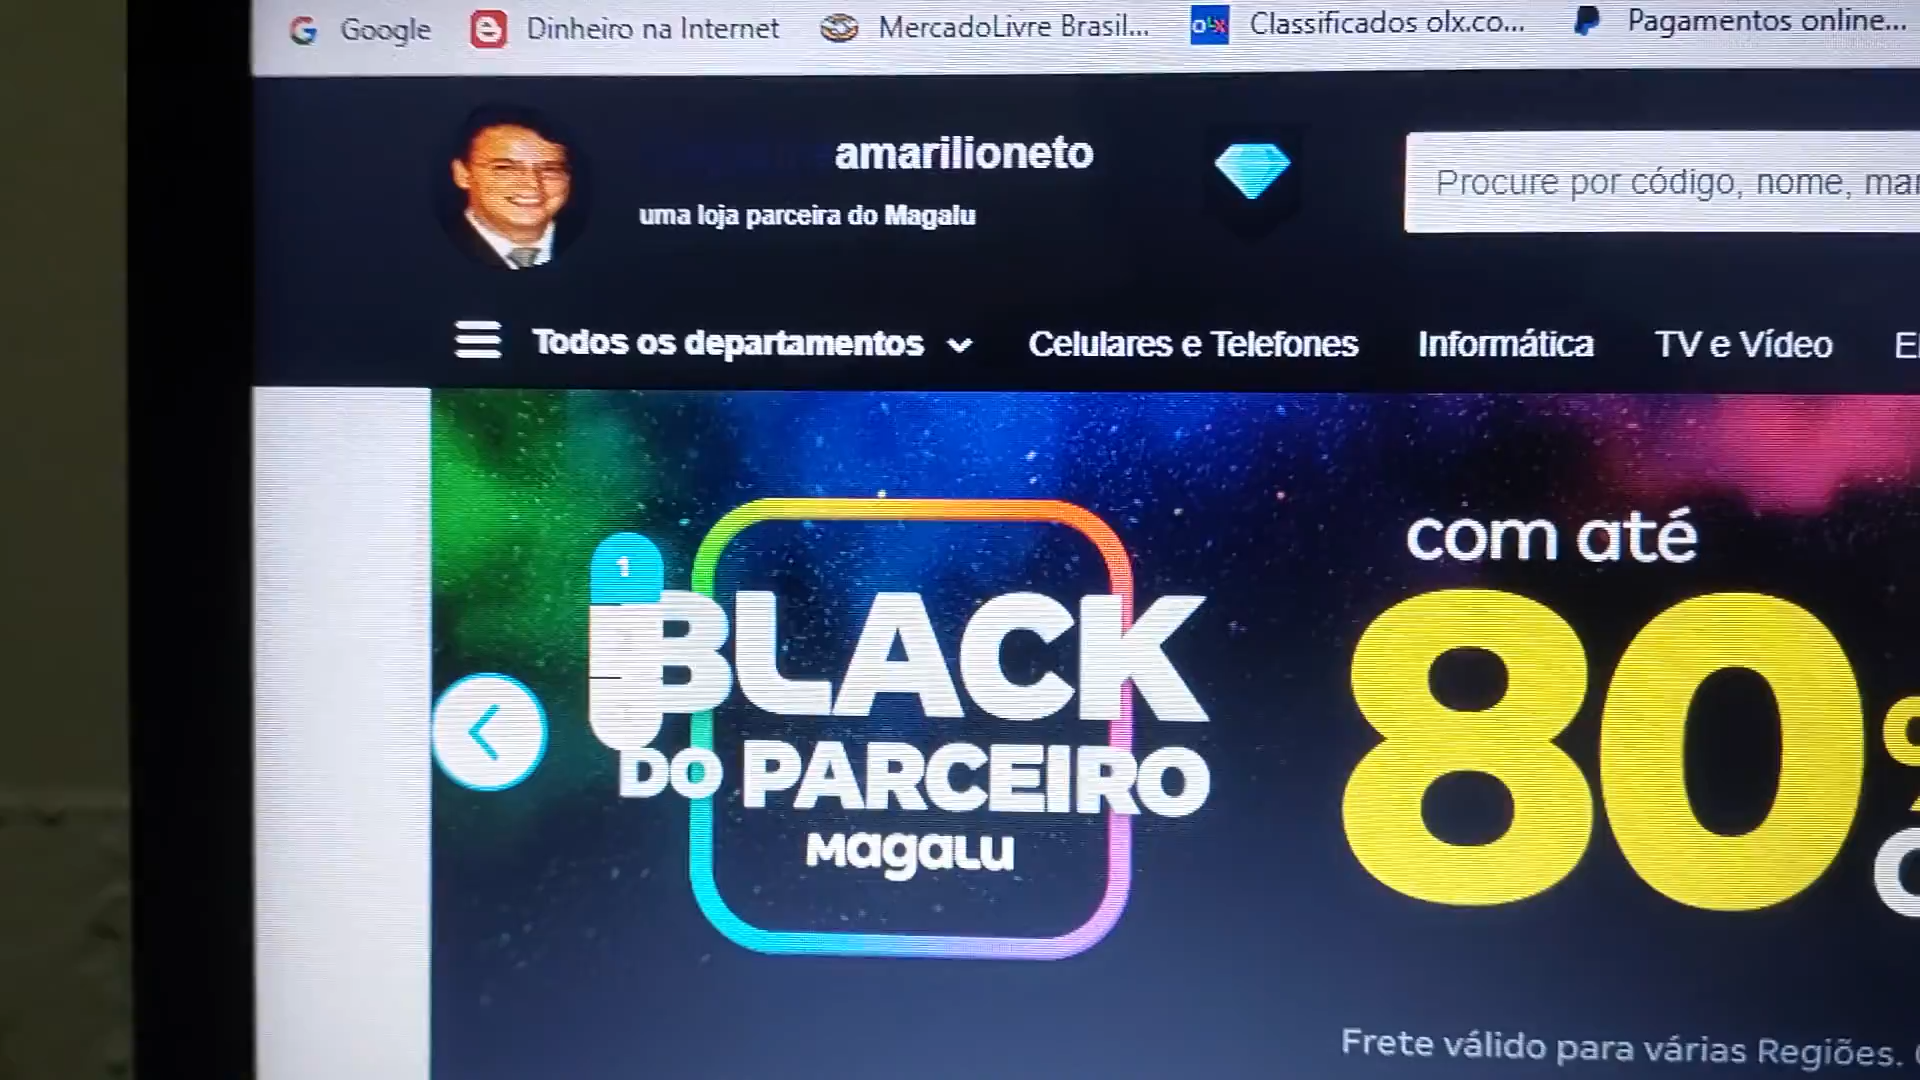 Google
Dinheiro na Internet
MercadoLivre Brasil...
OLX
Classificados olx.co...
Pagamentos online...
amarilioneto
uma loja parceira do Magalu
Procure por código, nome, mar
Todos os departamentos
Celulares e Telefones
Informática
TV e Vídeo
1
BLACK
DO PARCEIRO
Magalu
com até
80%
Frete válido para várias Regiões.